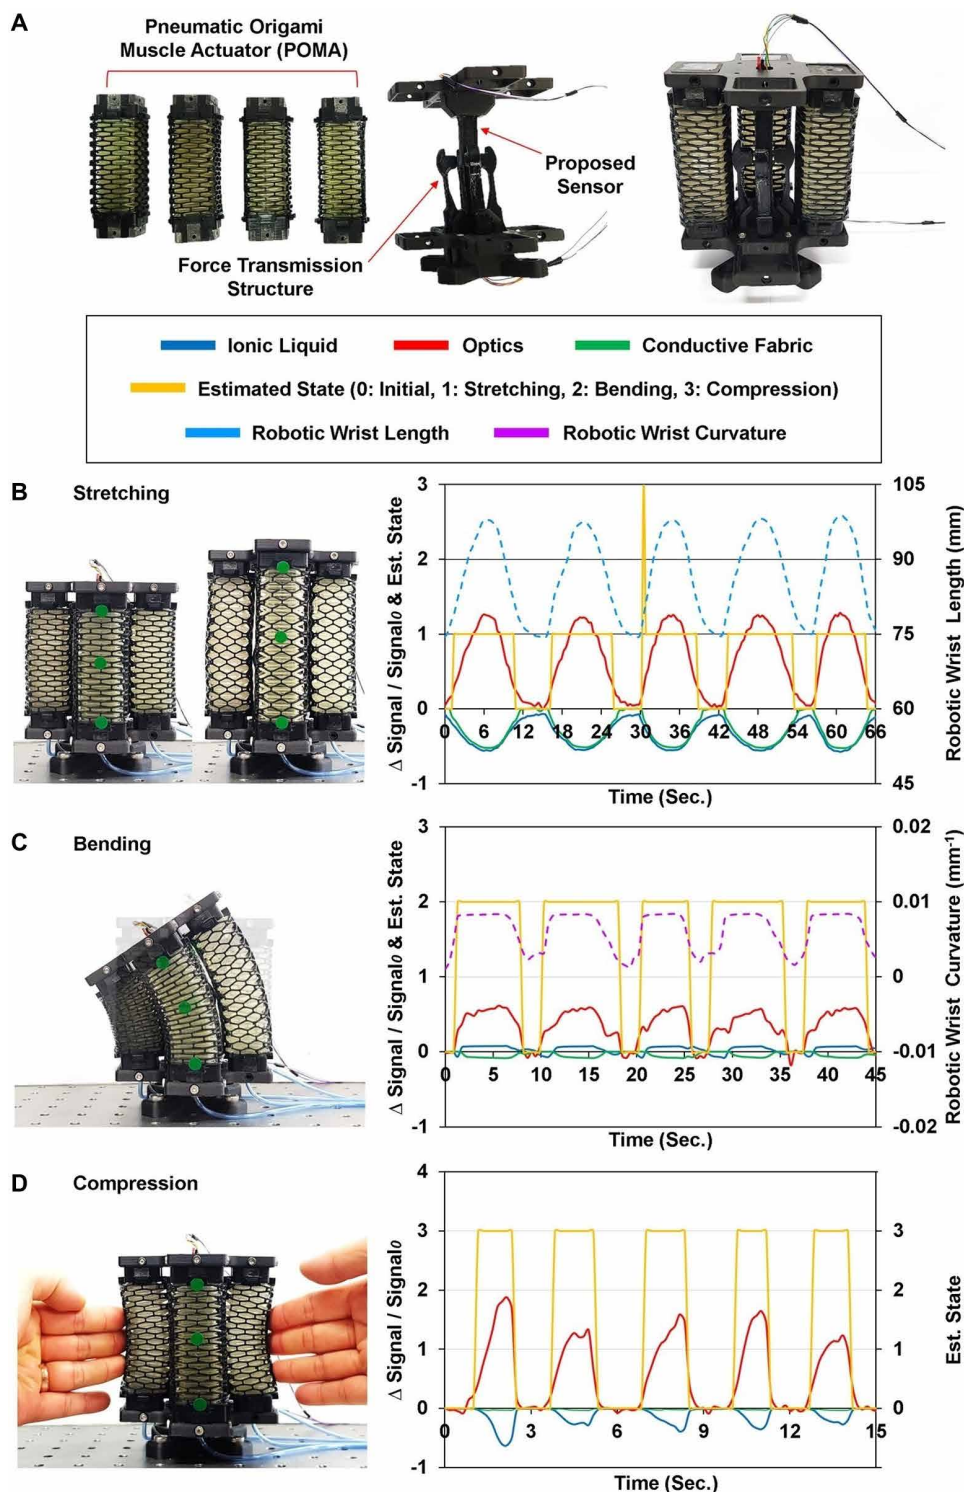 A
Pneumatic Origami
Muscle Actuator (POMA)
Proposed
Sensor
Force Transmission
Structure
Ionic Liquid
Optics
Conductive Fabric
Estimated State (0: Initial, 1: Stretching, 2: Bending, 3: Compression)
Robotic Wrist Length
Robotic Wrist Curvature
B
Stretching
Δ Signal / Signal0 & Est. State
3
2
1
0
-1
0 6 12 18 24 30 36 42 48 54 60 66
Time (Sec.)
105
90
75
60
45
Robotic Wrist Length (mm)
C
Bending
Δ Signal / Signal0 & Est. State
3
2
1
0
-1
0 5 10 15 20 25 30 35 40 45
Time (Sec.)
0.02
0.01
0
-0.01
-0.02
Robotic Wrist Curvature (mm-1)
D
Compression
Δ Signal / Signal0
4
3
2
1
0
-1
0 3 6 9 12 15
Time (Sec.)
3
2
1
0
Est. State